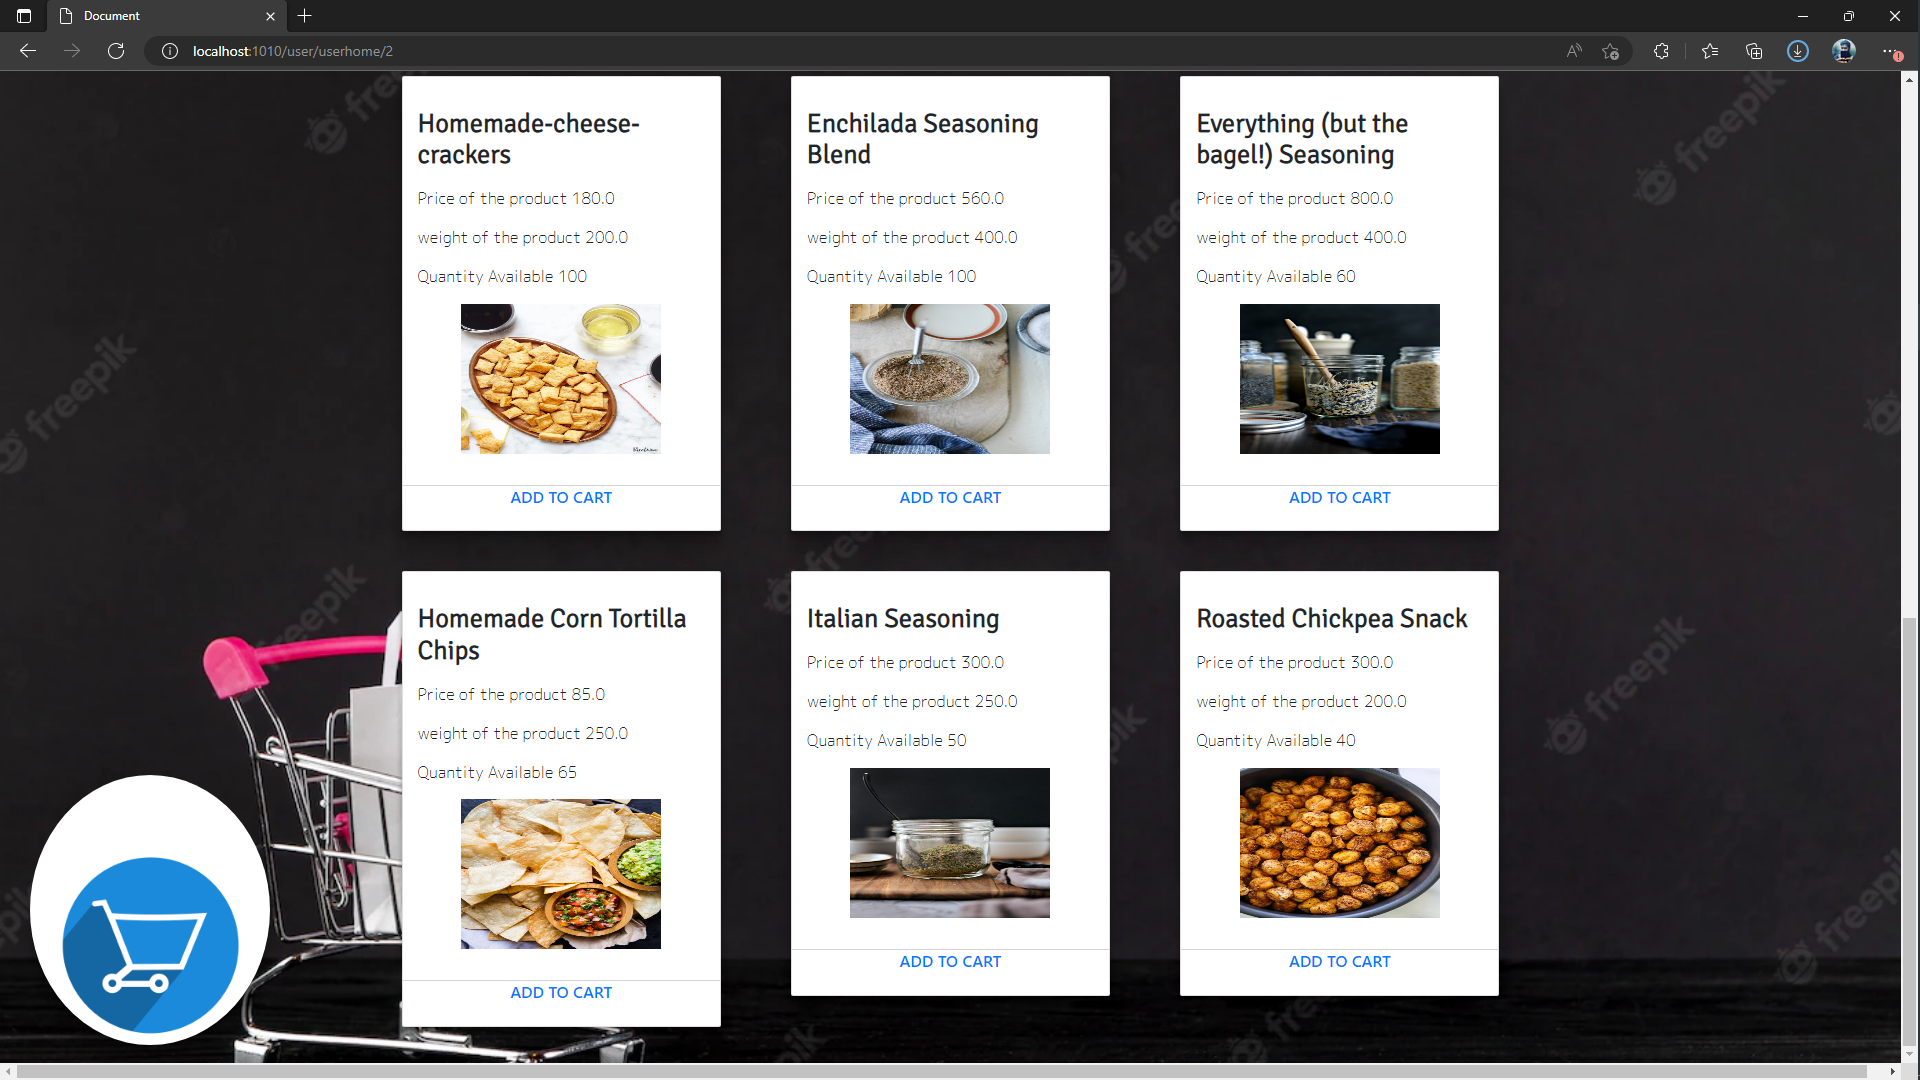 Document
localhost:1010/user/userhome/2
Homemade-cheese-
crackers
Price of the product 180.0
weight of the product 200.0
Quantity Available 100
ADD TO CART
Enchilada Seasoning
Blend
Price of the product 560.0
weight of the product 400.0
Quantity Available 100
ADD TO CART
Everything (but the
bagel!) Seasoning
Price of the product 800.0
weight of the product 400.0
Quantity Available 60
ADD TO CART
Homemade Corn Tortilla
Chips
Price of the product 85.0
weight of the product 250.0
Quantity Available 65
ADD TO CART
Italian Seasoning
Price of the product 300.0
weight of the product 250.0
Quantity Available 50
ADD TO CART
Roasted Chickpea Snack
Price of the product 300.0
weight of the product 200.0
Quantity Available 40
ADD TO CART
freepik
freepik
freepik
freepik
freepik